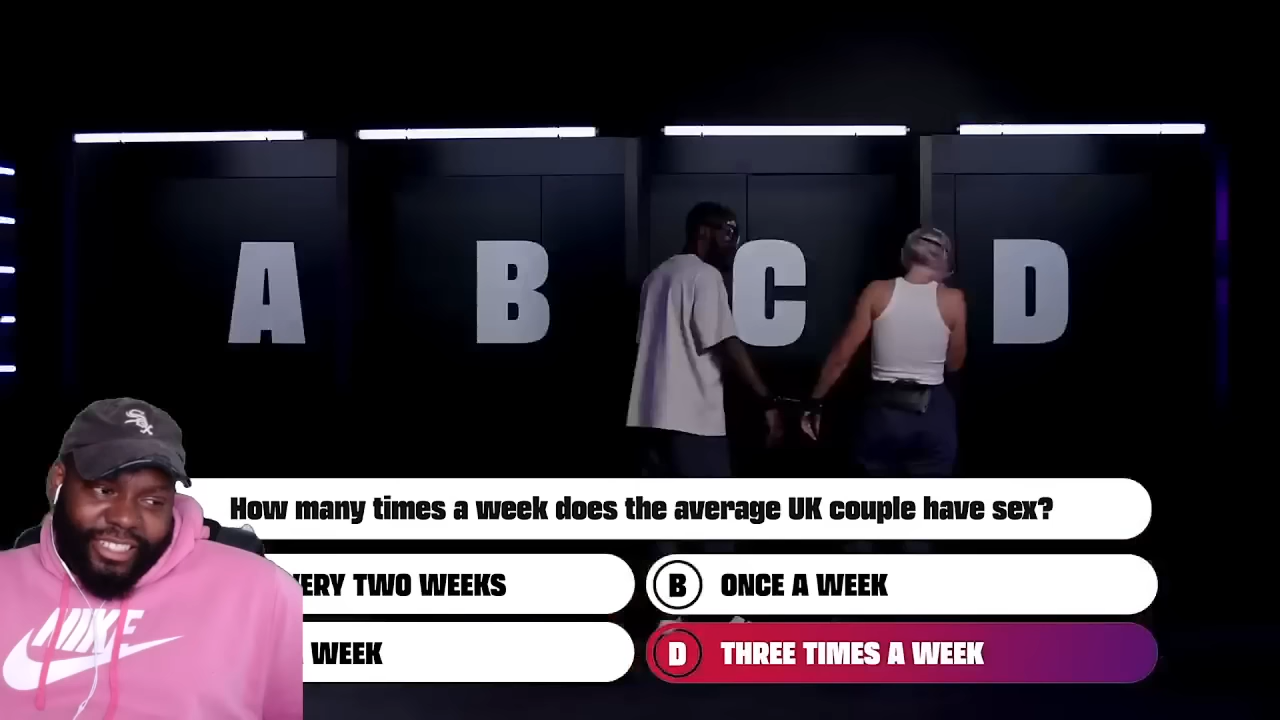 A B C D
How many times a week does the average UK couple have sex?
TWO WEEKS
B ONCE A WEEK
WEEK
D THREE TIMES A WEEK
NIKE